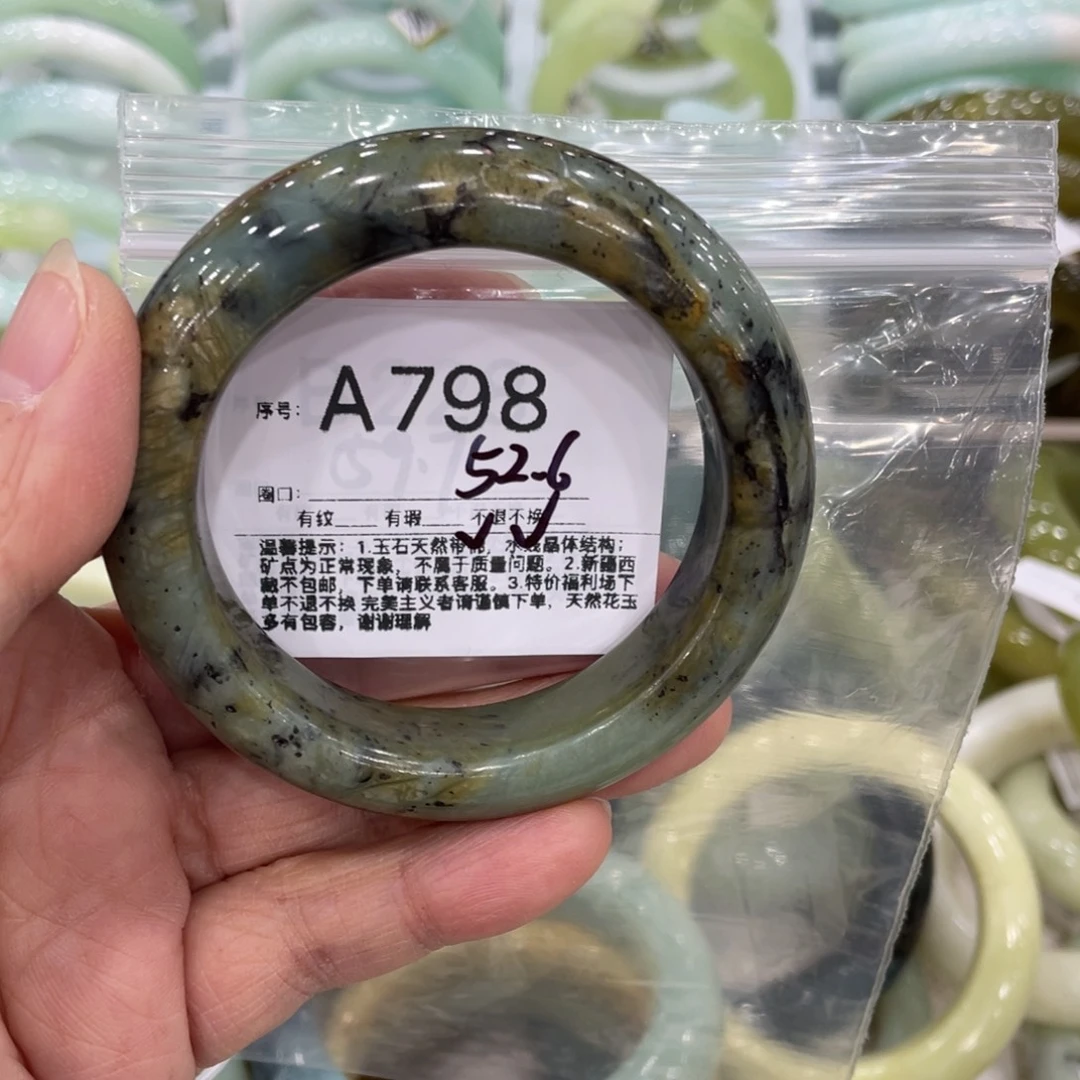 序号: A798
圈口: 52.6
有纹 有瑕 不退不换 ✓✓
温馨提示: 1.玉石天然带 水 晶体结构;
矿点为正常现象, 不属于质量问题。2.新疆西
藏不包邮, 下单请联系客服。3.特价福利场下
单不退不换 完美主义者请谨慎下单, 天然花玉
多有包容, 谢谢理解